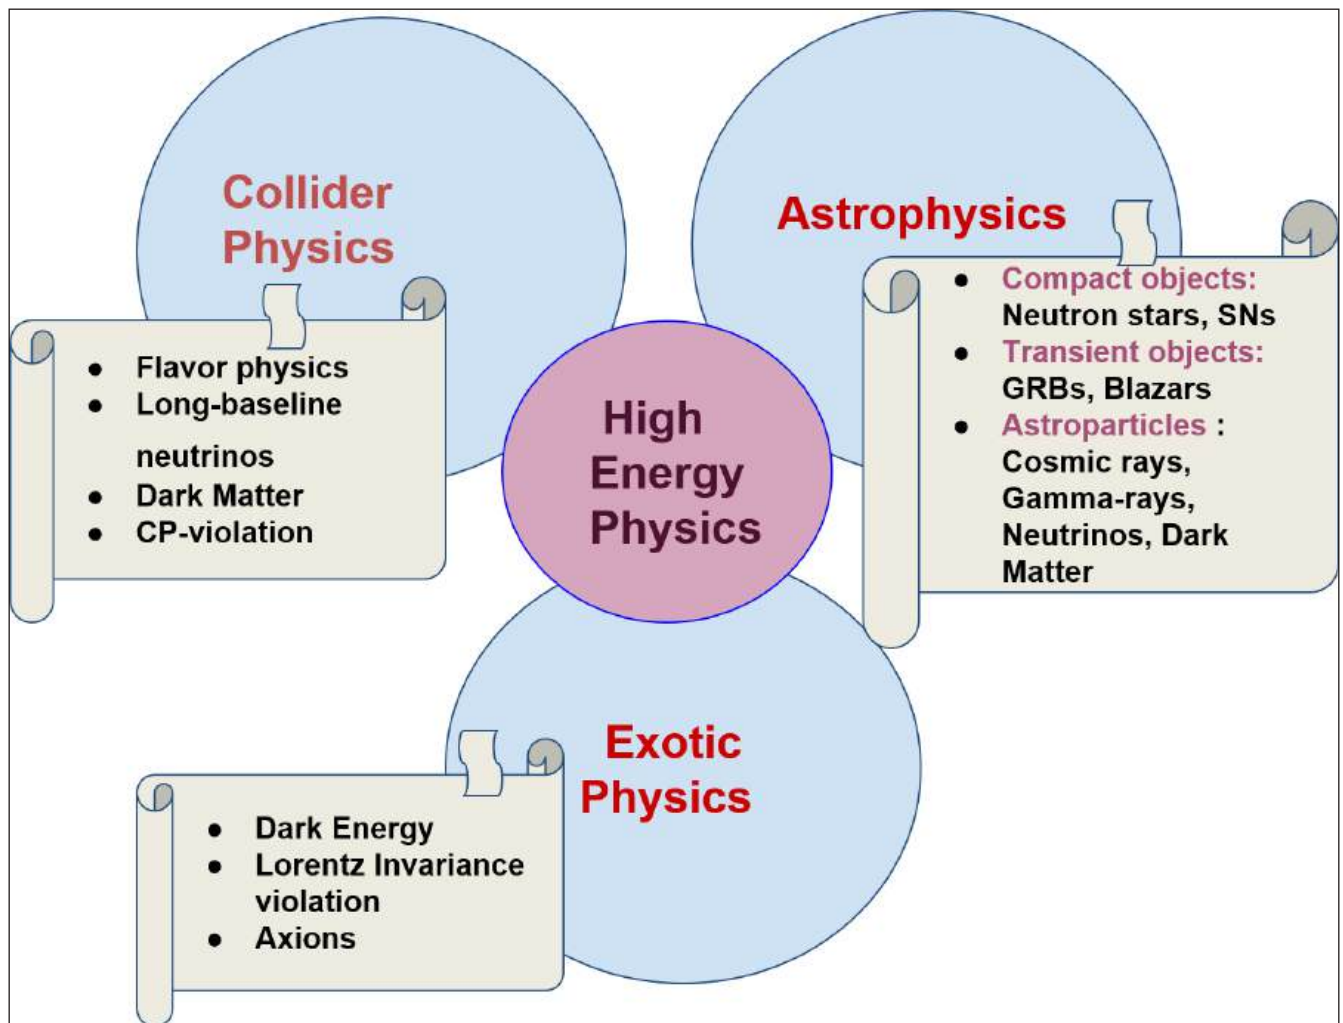 Collider
Physics
● Flavor physics
● Long-baseline
neutrinos
● Dark Matter
● CP-violation
Astrophysics
● Compact objects:
Neutron stars, SNs
● Transient objects:
GRBs, Blazars
● Astroparticles :
Cosmic rays,
Gamma-rays,
Neutrinos, Dark
Matter
High
Energy
Physics
Exotic
Physics
● Dark Energy
● Lorentz Invariance
violation
● Axions